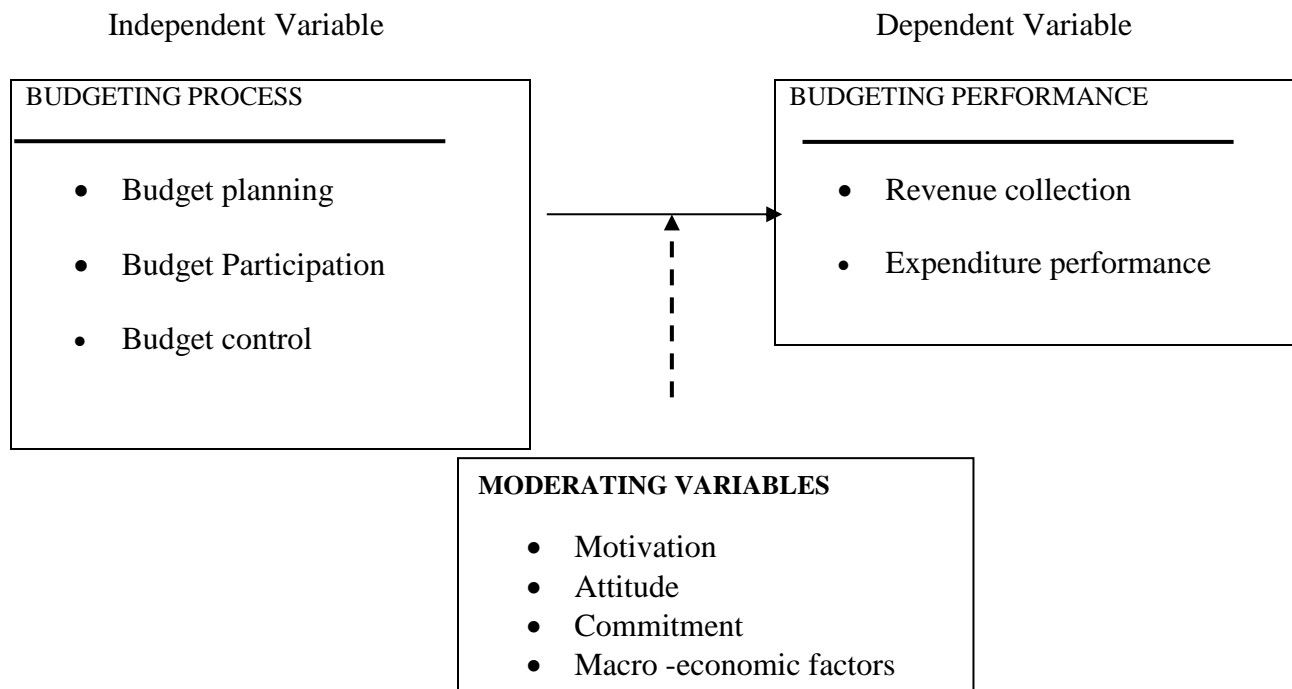 Independent Variable
Dependent Variable
BUDGETING PROCESS
• Budget planning
• Budget Participation
• Budget control
BUDGETING PERFORMANCE
• Revenue collection
• Expenditure performance
MODERATING VARIABLES
• Motivation
• Attitude
• Commitment
• Macro -economic factors